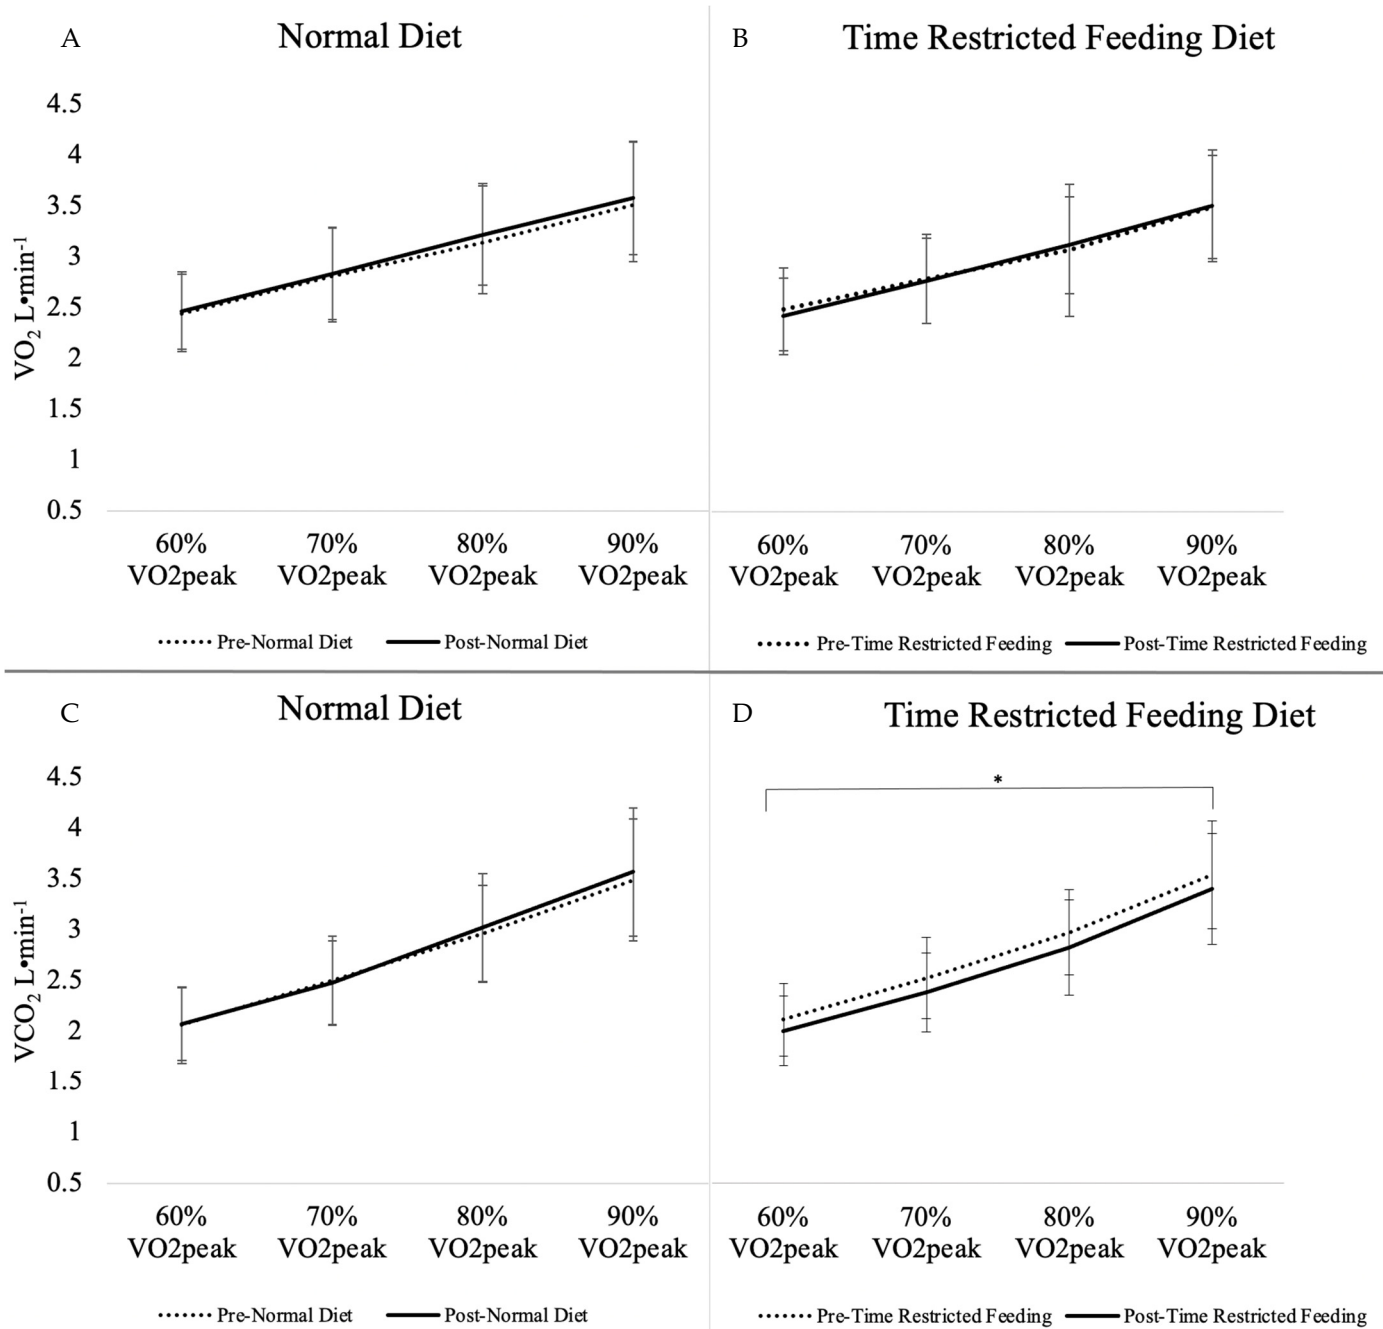 A
Normal Diet
4.5
4
3.5
3
2.5
2
1.5
1
0.5
VO2 L•min-1
60% 70% 80% 90%
VO2peak VO2peak VO2peak VO2peak
Pre-Normal Diet Post-Normal Diet
B
Time Restricted Feeding Diet
60% 70% 80% 90%
VO2peak VO2peak VO2peak VO2peak
Pre-Time Restricted Feeding Post-Time Restricted Feeding
C
Normal Diet
4.5
4
3.5
3
2.5
2
1.5
1
0.5
VCO2 L•min-1
60% 70% 80% 90%
VO2peak VO2peak VO2peak VO2peak
Pre-Normal Diet Post-Normal Diet
D
Time Restricted Feeding Diet
*
60% 70% 80% 90%
VO2peak VO2peak VO2peak VO2peak
Pre-Time Restricted Feeding Post-Time Restricted Feeding